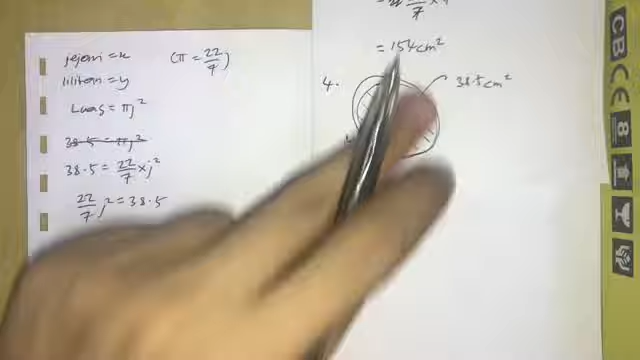 jejari = x (π = 22/7)
lilitan = y
Luas = πj²
38.5 = πj²
38.5 = 22/7 × j²
22/7 j² = 38.5
= 154 cm²
4.
38.5 cm²